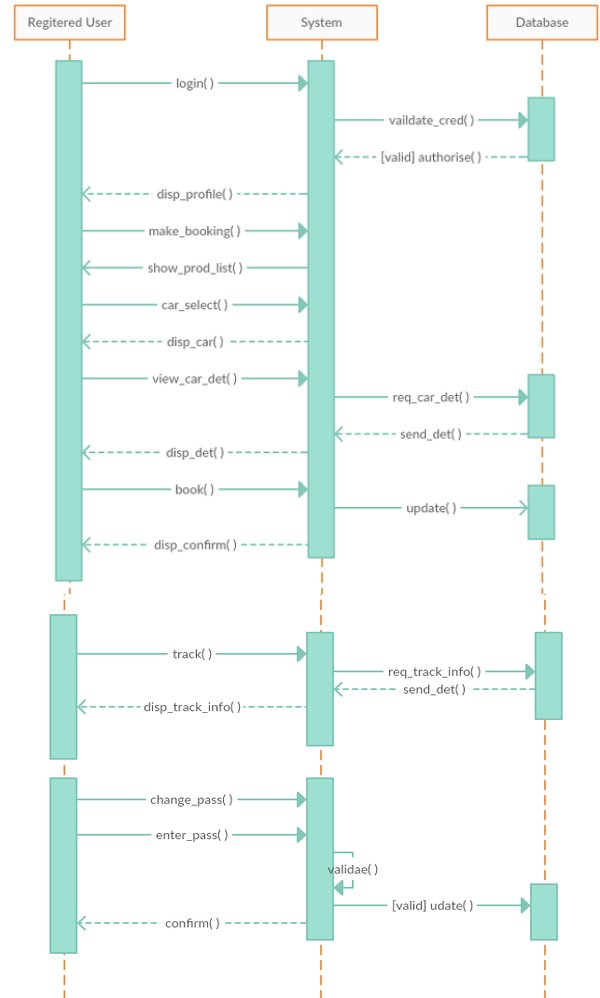 Regitered User
System
Database
login( )
vaildate_cred( )
[valid] authorise( )
disp_profile( )
make_booking( )
show_prod_list( )
car_select( )
disp_car( )
view_car_det( )
req_car_det( )
send_det( )
disp_det( )
book( )
update( )
disp_confirm( )
track( )
req_track_info( )
send_det( )
disp_track_info( )
change_pass( )
enter_pass( )
validae( )
[valid] udate( )
confirm( )